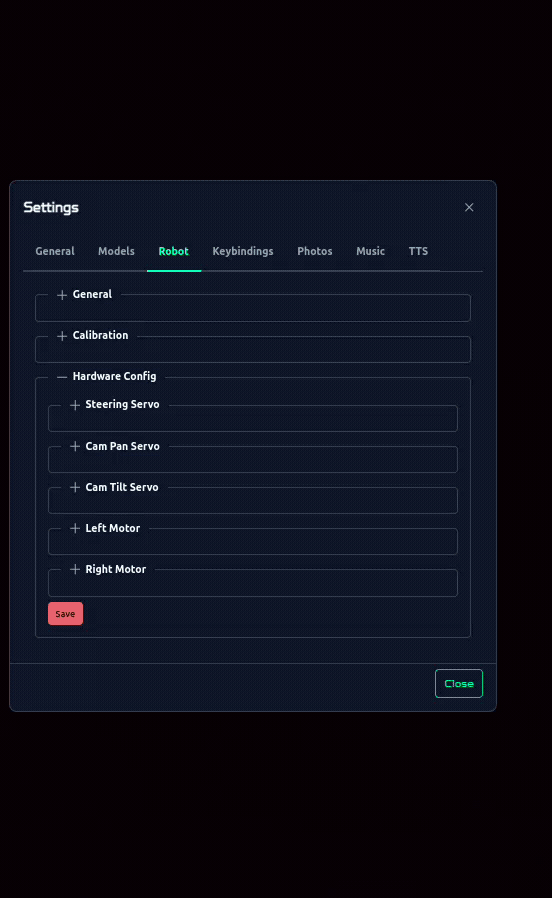 Settings
General Models Robot Keybindings Photos Music TTS
General
Calibration
Hardware Config
Steering Servo
Cam Pan Servo
Cam Tilt Servo
Left Motor
Right Motor
Save
Close